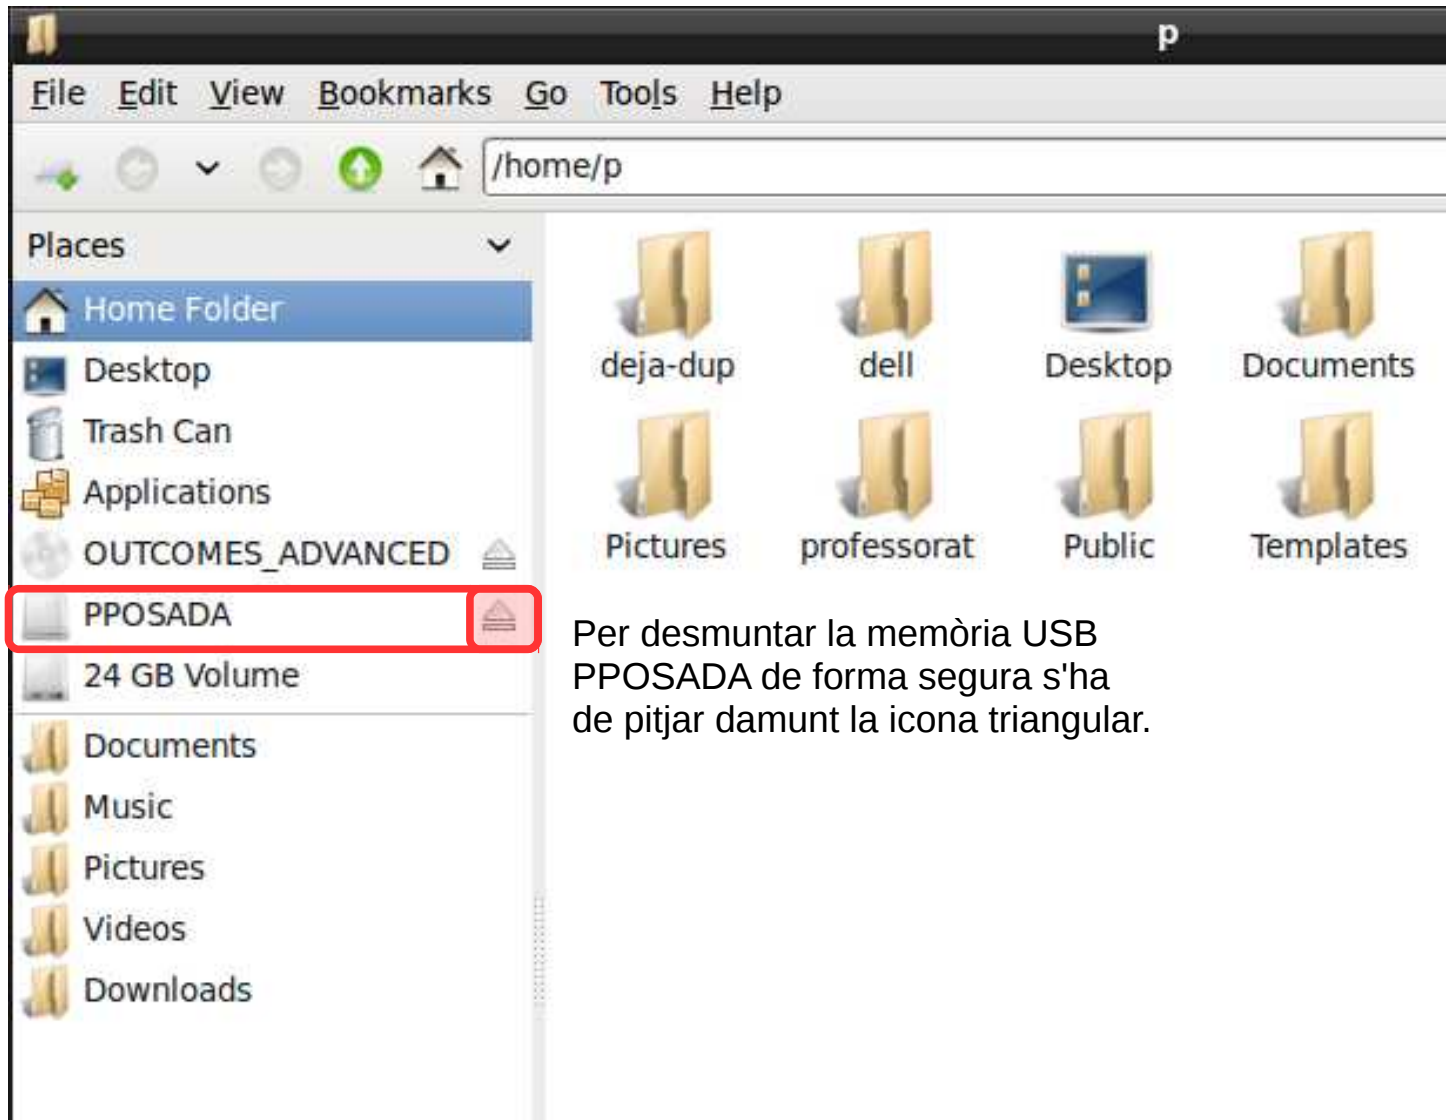 p
File Edit View Bookmarks Go Tools Help
/home/p
Places
Home Folder
Desktop
Trash Can
Applications
OUTCOMES_ADVANCED
PPOSADA
24 GB Volume
Documents
Music
Pictures
Videos
Downloads
deja-dup dell Desktop Documents
Pictures professorat Public Templates
Per desmuntar la memòria USB
PPOSADA de forma segura s'ha
de pitjar damunt la icona triangular.